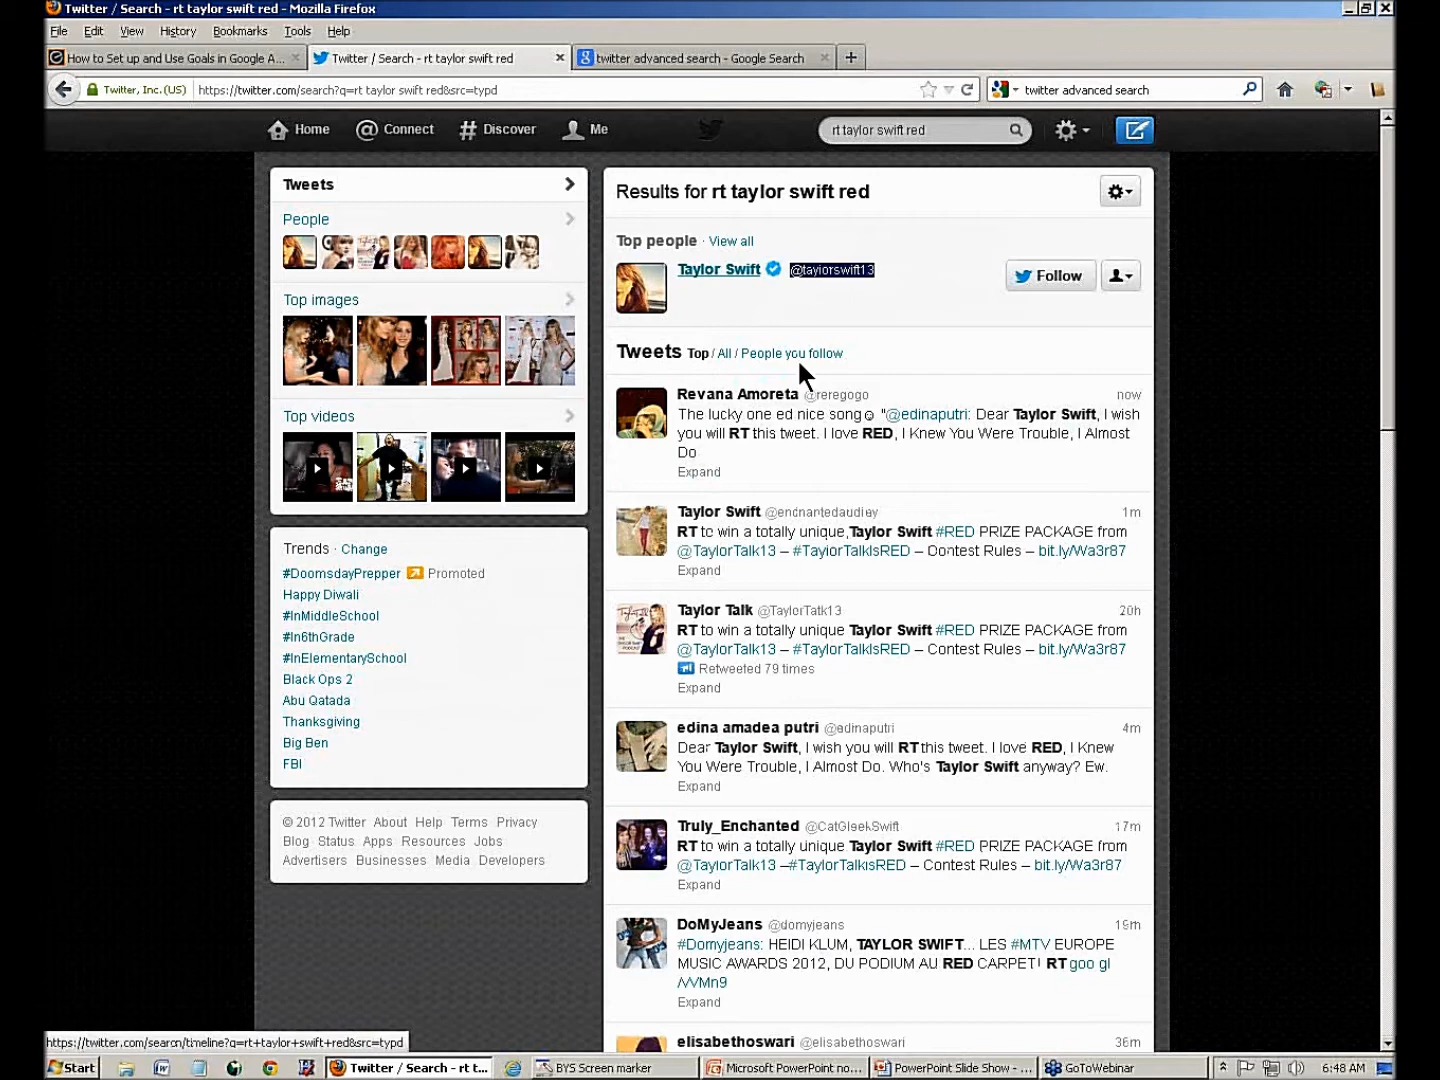 Twitter / Search - rt taylor swift red - Mozilla Firefox
File Edit View History Bookmarks Tools Help
How to Set up and Use Goals in Google A... Twitter / Search - rt taylor swift red twitter advanced search - Google Search
Twitter, Inc. (US) https://twitter.com/search?q=rt taylor swift red&src=typd twitter advanced search
Home Connect Discover Me rt taylor swift red
Tweets
People
Top images
Top videos
Trends · Change
#DoomsdayPrepper Promoted
Happy Diwali
#InMiddleSchool
#In6thGrade
#InElementarySchool
Black Ops 2
Abu Qatada
Thanksgiving
Big Ben
FBI
© 2012 Twitter About Help Terms Privacy
Blog Status Apps Resources Jobs
Advertisers Businesses Media Developers
Results for rt taylor swift red
Top people · View all
Taylor Swift @taylorswift13 Follow
Tweets Top / All / People you follow
Revana Amoreta @reregogo now
The lucky one ed nice song☺ "@edinaputri: Dear Taylor Swift, I wish
you will RT this tweet. I love RED, I Knew You Were Trouble, I Almost
Do
Expand
Taylor Swift @enchantedaudiey 1m
RT to win a totally unique Taylor Swift #RED PRIZE PACKAGE from
@TaylorTalk13 – #TaylorTalkIsRED – Contest Rules – bit.ly/Wa3r87
Expand
Taylor Talk @TaylorTalk13 20h
RT to win a totally unique Taylor Swift #RED PRIZE PACKAGE from
@TaylorTalk13 – #TaylorTalkIsRED – Contest Rules – bit.ly/Wa3r87
Retweeted 79 times
Expand
edina amadea putri @edinaputri 4m
Dear Taylor Swift, I wish you will RT this tweet. I love RED, I Knew
You Were Trouble, I Almost Do. Who's Taylor Swift anyway? Ew.
Expand
Truly_Enchanted @CatGleekSwift 17m
RT to win a totally unique Taylor Swift #RED PRIZE PACKAGE from
@TaylorTalk13 –#TaylorTalkIsRED – Contest Rules – bit.ly/Wa3r87
Expand
DoMyJeans @domyjeans 19m
#Domyjeans: HEIDI KLUM, TAYLOR SWIFT... LES #MTV EUROPE
MUSIC AWARDS 2012, DU PODIUM AU RED CARPET! RT goo.gl
/VVMn9
Expand
elisabethoswari @elisabethoswari 36m
https://twitter.com/search/timeline?q=rt+taylor+swift+red&src=typd
Start Twitter / Search - rt t... BYS Screen marker Microsoft PowerPoint no... PowerPoint Slide Show - ... GoToWebinar 6:48 AM